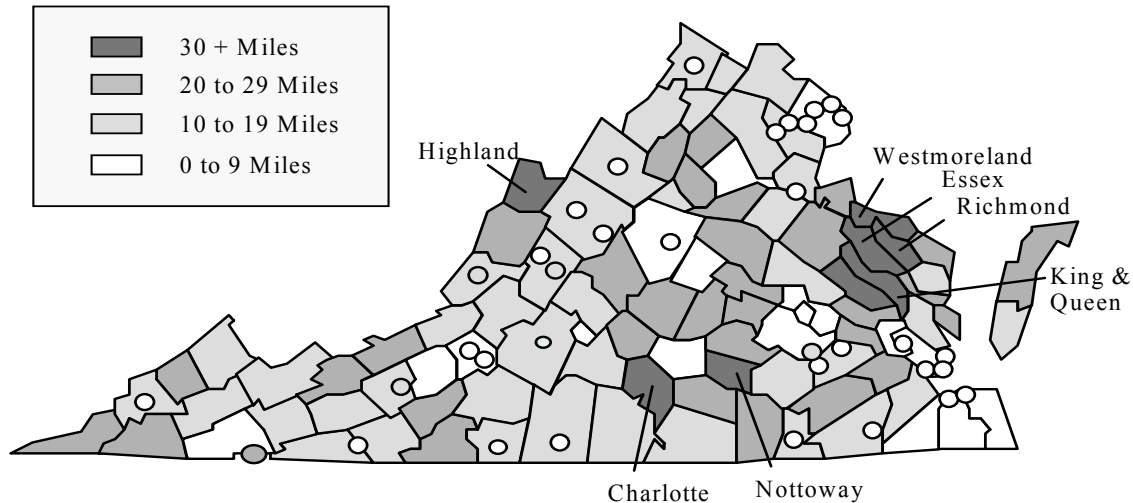 30 + Miles
20 to 29 Miles
10 to 19 Miles
0 to 9 Miles
Highland
Westmoreland
Essex
Richmond
King &
Queen
Charlotte
Nottoway